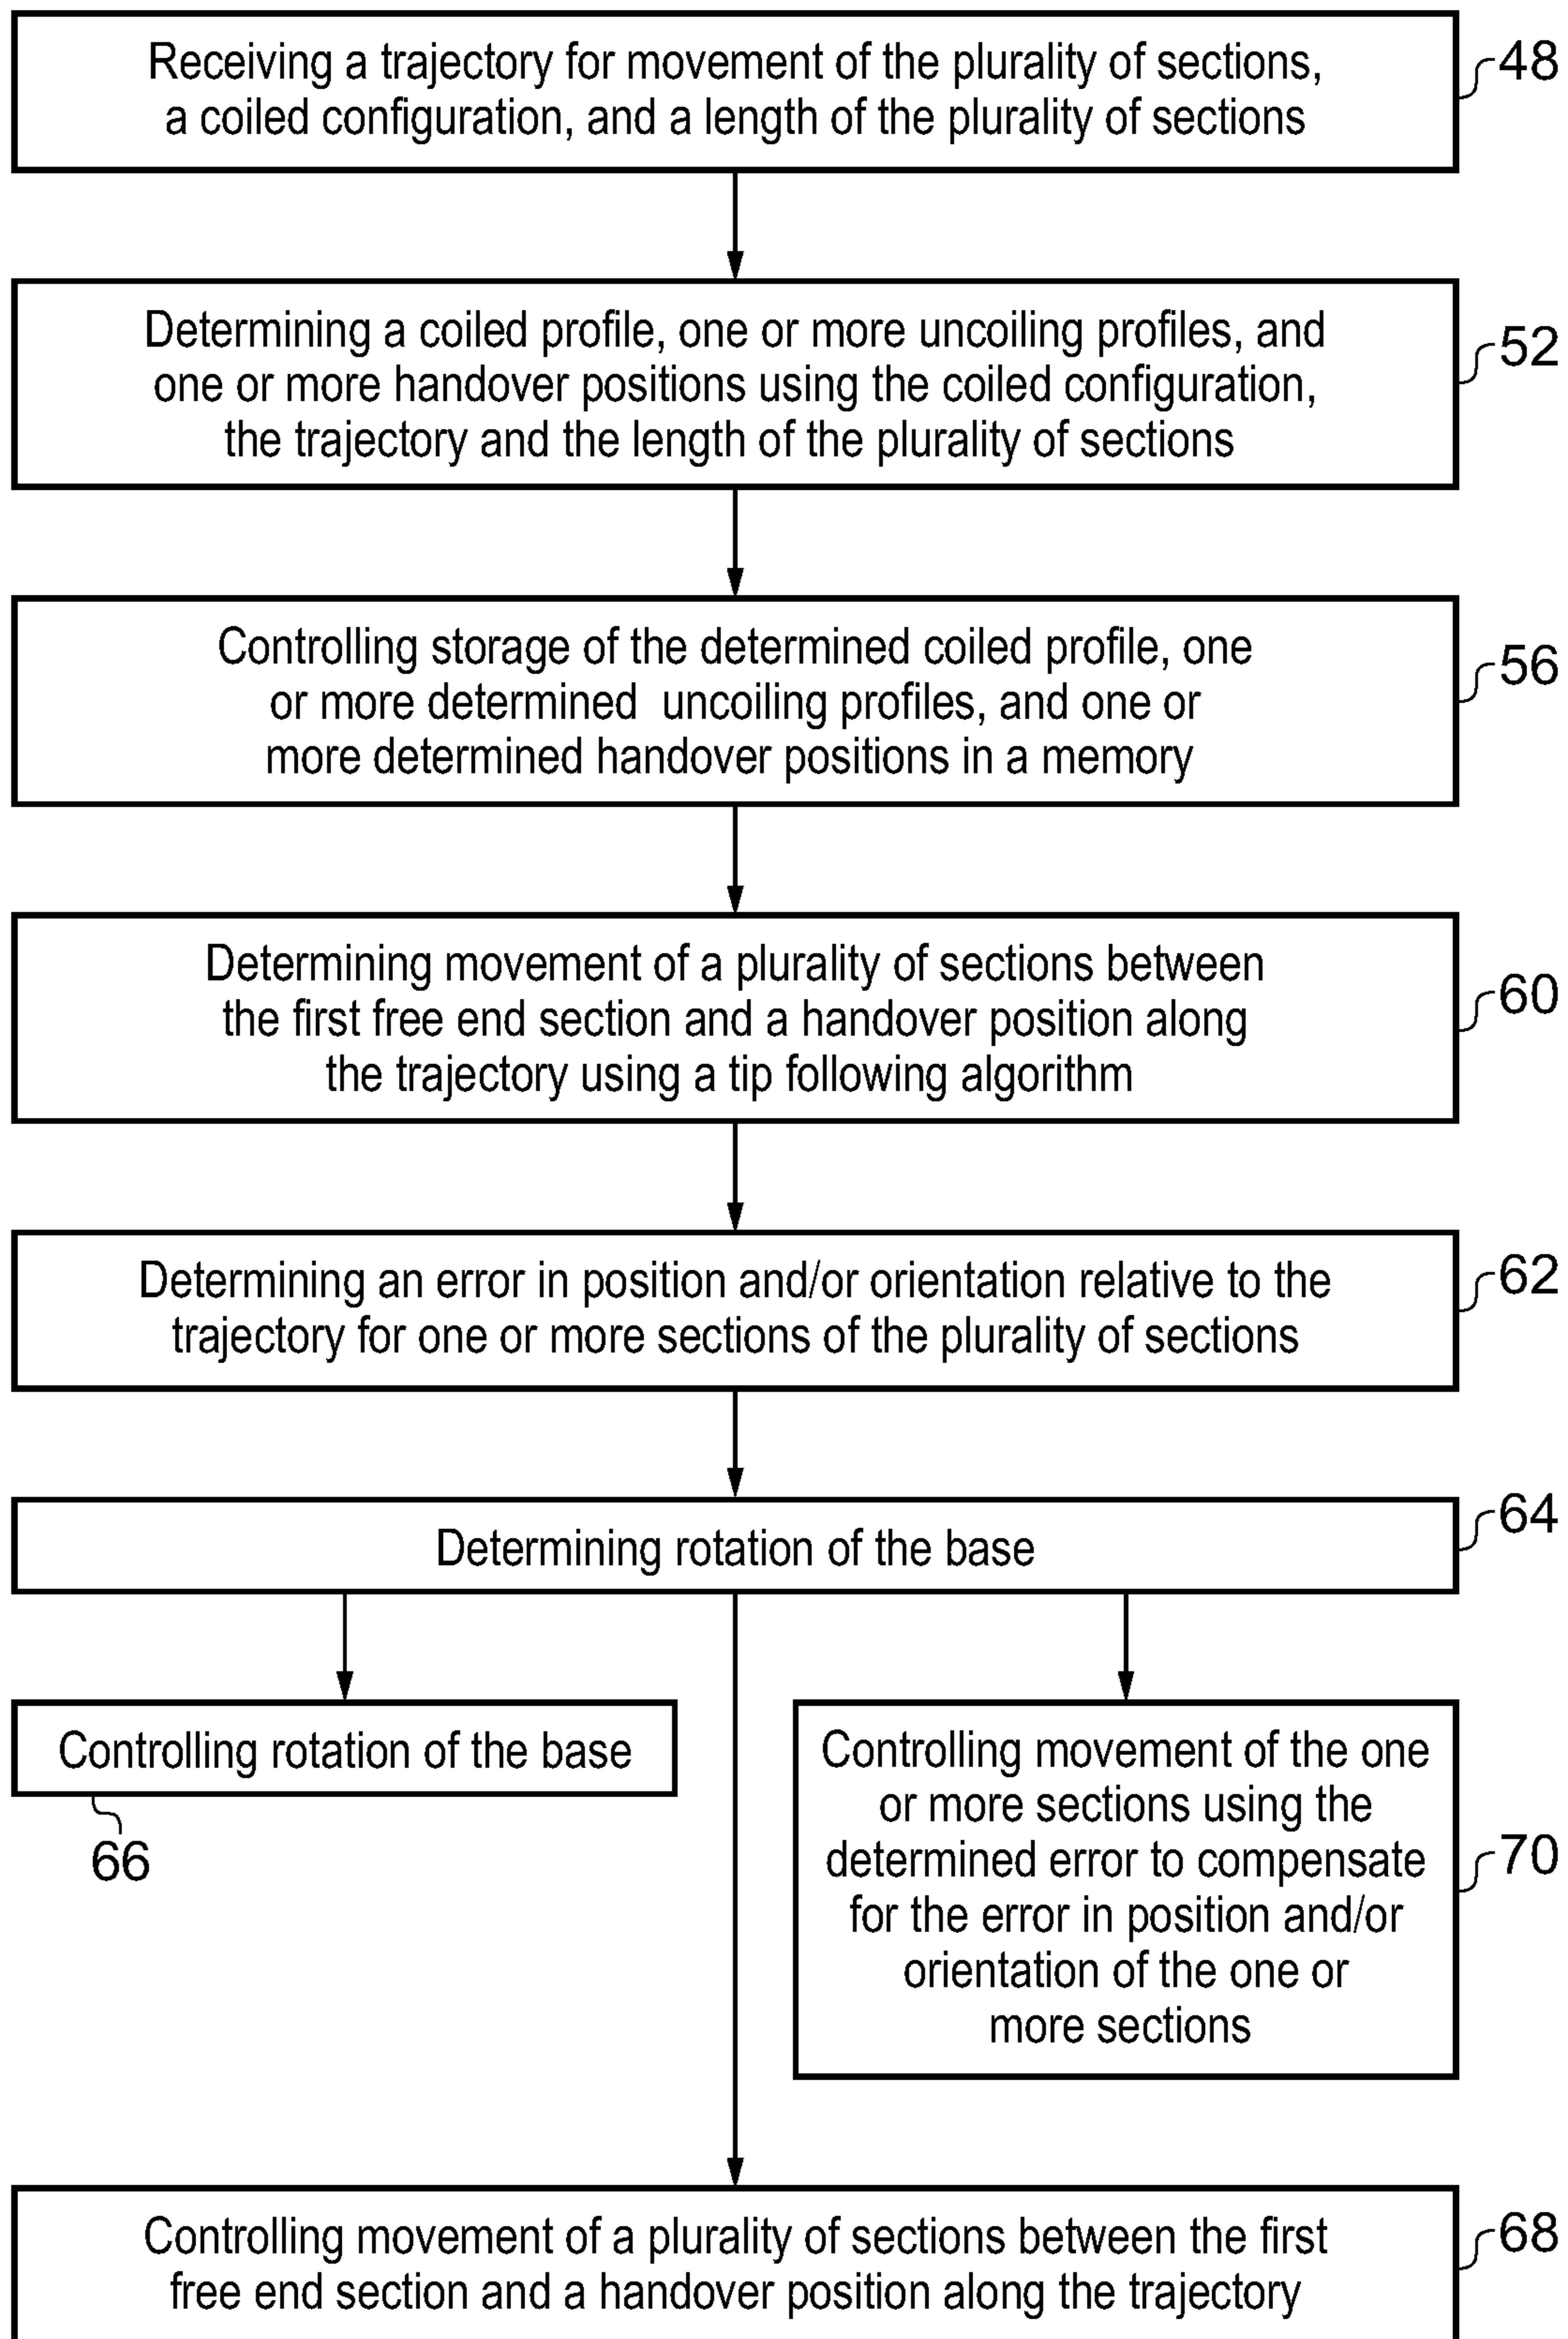 Receiving a trajectory for movement of the plurality of sections,
a coiled configuration, and a length of the plurality of sections
48
Determining a coiled profile, one or more uncoiling profiles, and
one or more handover positions using the coiled configuration,
the trajectory and the length of the plurality of sections
52
Controlling storage of the determined coiled profile, one
or more determined uncoiling profiles, and one or
more determined handover positions in a memory
56
Determining movement of a plurality of sections between
the first free end section and a handover position along
the trajectory using a tip following algorithm
60
Determining an error in position and/or orientation relative to the
trajectory for one or more sections of the plurality of sections
62
Determining rotation of the base
64
Controlling rotation of the base
66
Controlling movement of the one
or more sections using the
determined error to compensate
for the error in position and/or
orientation of the one or
more sections
70
Controlling movement of a plurality of sections between the first
free end section and a handover position along the trajectory
68